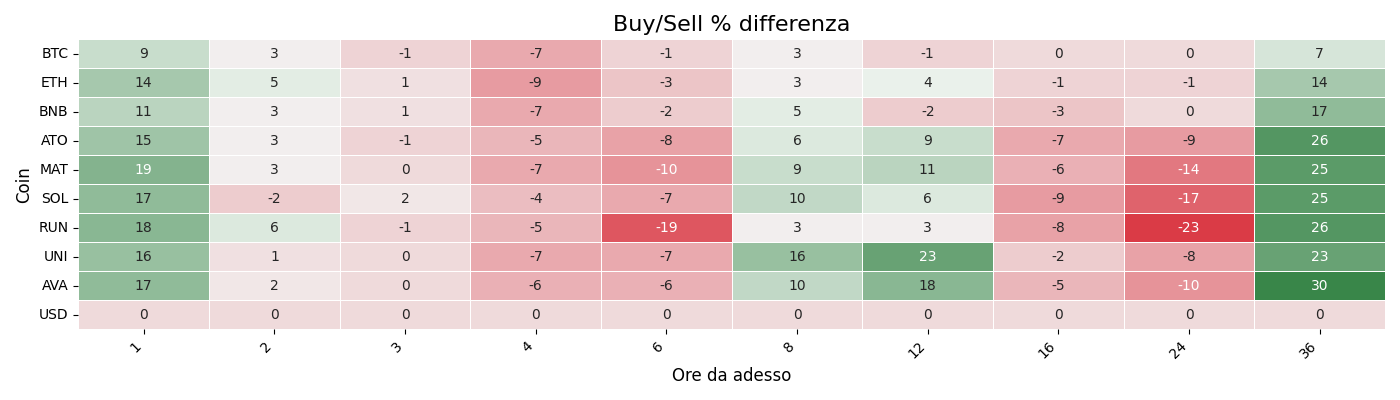 Buy/Sell % differenza
Coin
BTC 9 3 -1 -7 -1 3 -1 0 0 7
ETH 14 5 1 -9 -3 3 4 -1 -1 14
BNB 11 3 1 -7 -2 5 -2 -3 0 17
ATO 15 3 -1 -5 -8 6 9 -7 -9 26
MAT 19 3 0 -7 -10 9 11 -6 -14 25
SOL 17 -2 2 -4 -7 10 6 -9 -17 25
RUN 18 6 -1 -5 -19 3 3 -8 -23 26
UNI 16 1 0 -7 -7 16 23 -2 -8 23
AVA 17 2 0 -6 -6 10 18 -5 -10 30
USD 0 0 0 0 0 0 0 0 0 0
1 2 3 4 6 8 12 16 24 36
Ore da adesso